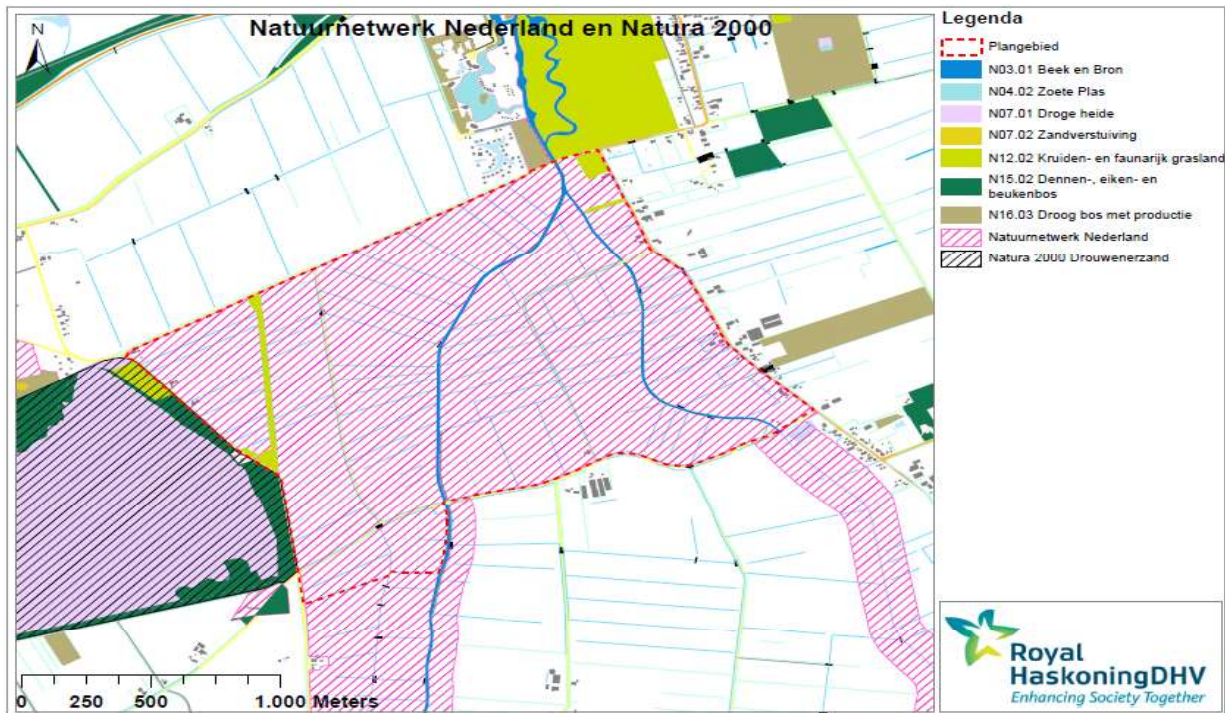 Natuurnetwerk Nederland en Natura 2000
N
0 250 500 1.000 Meters
Legenda
Plangebied
N03.01 Beek en Bron
N04.02 Zoete Plas
N07.01 Droge heide
N07.02 Zandverstuiving
N12.02 Kruiden- en faunarijk grasland
N15.02 Dennen-, eiken- en
beukenbos
N16.03 Droog bos met productie
Natuurnetwerk Nederland
Natura 2000 Drouwenerzand
Royal
HaskoningDHV
Enhancing Society Together